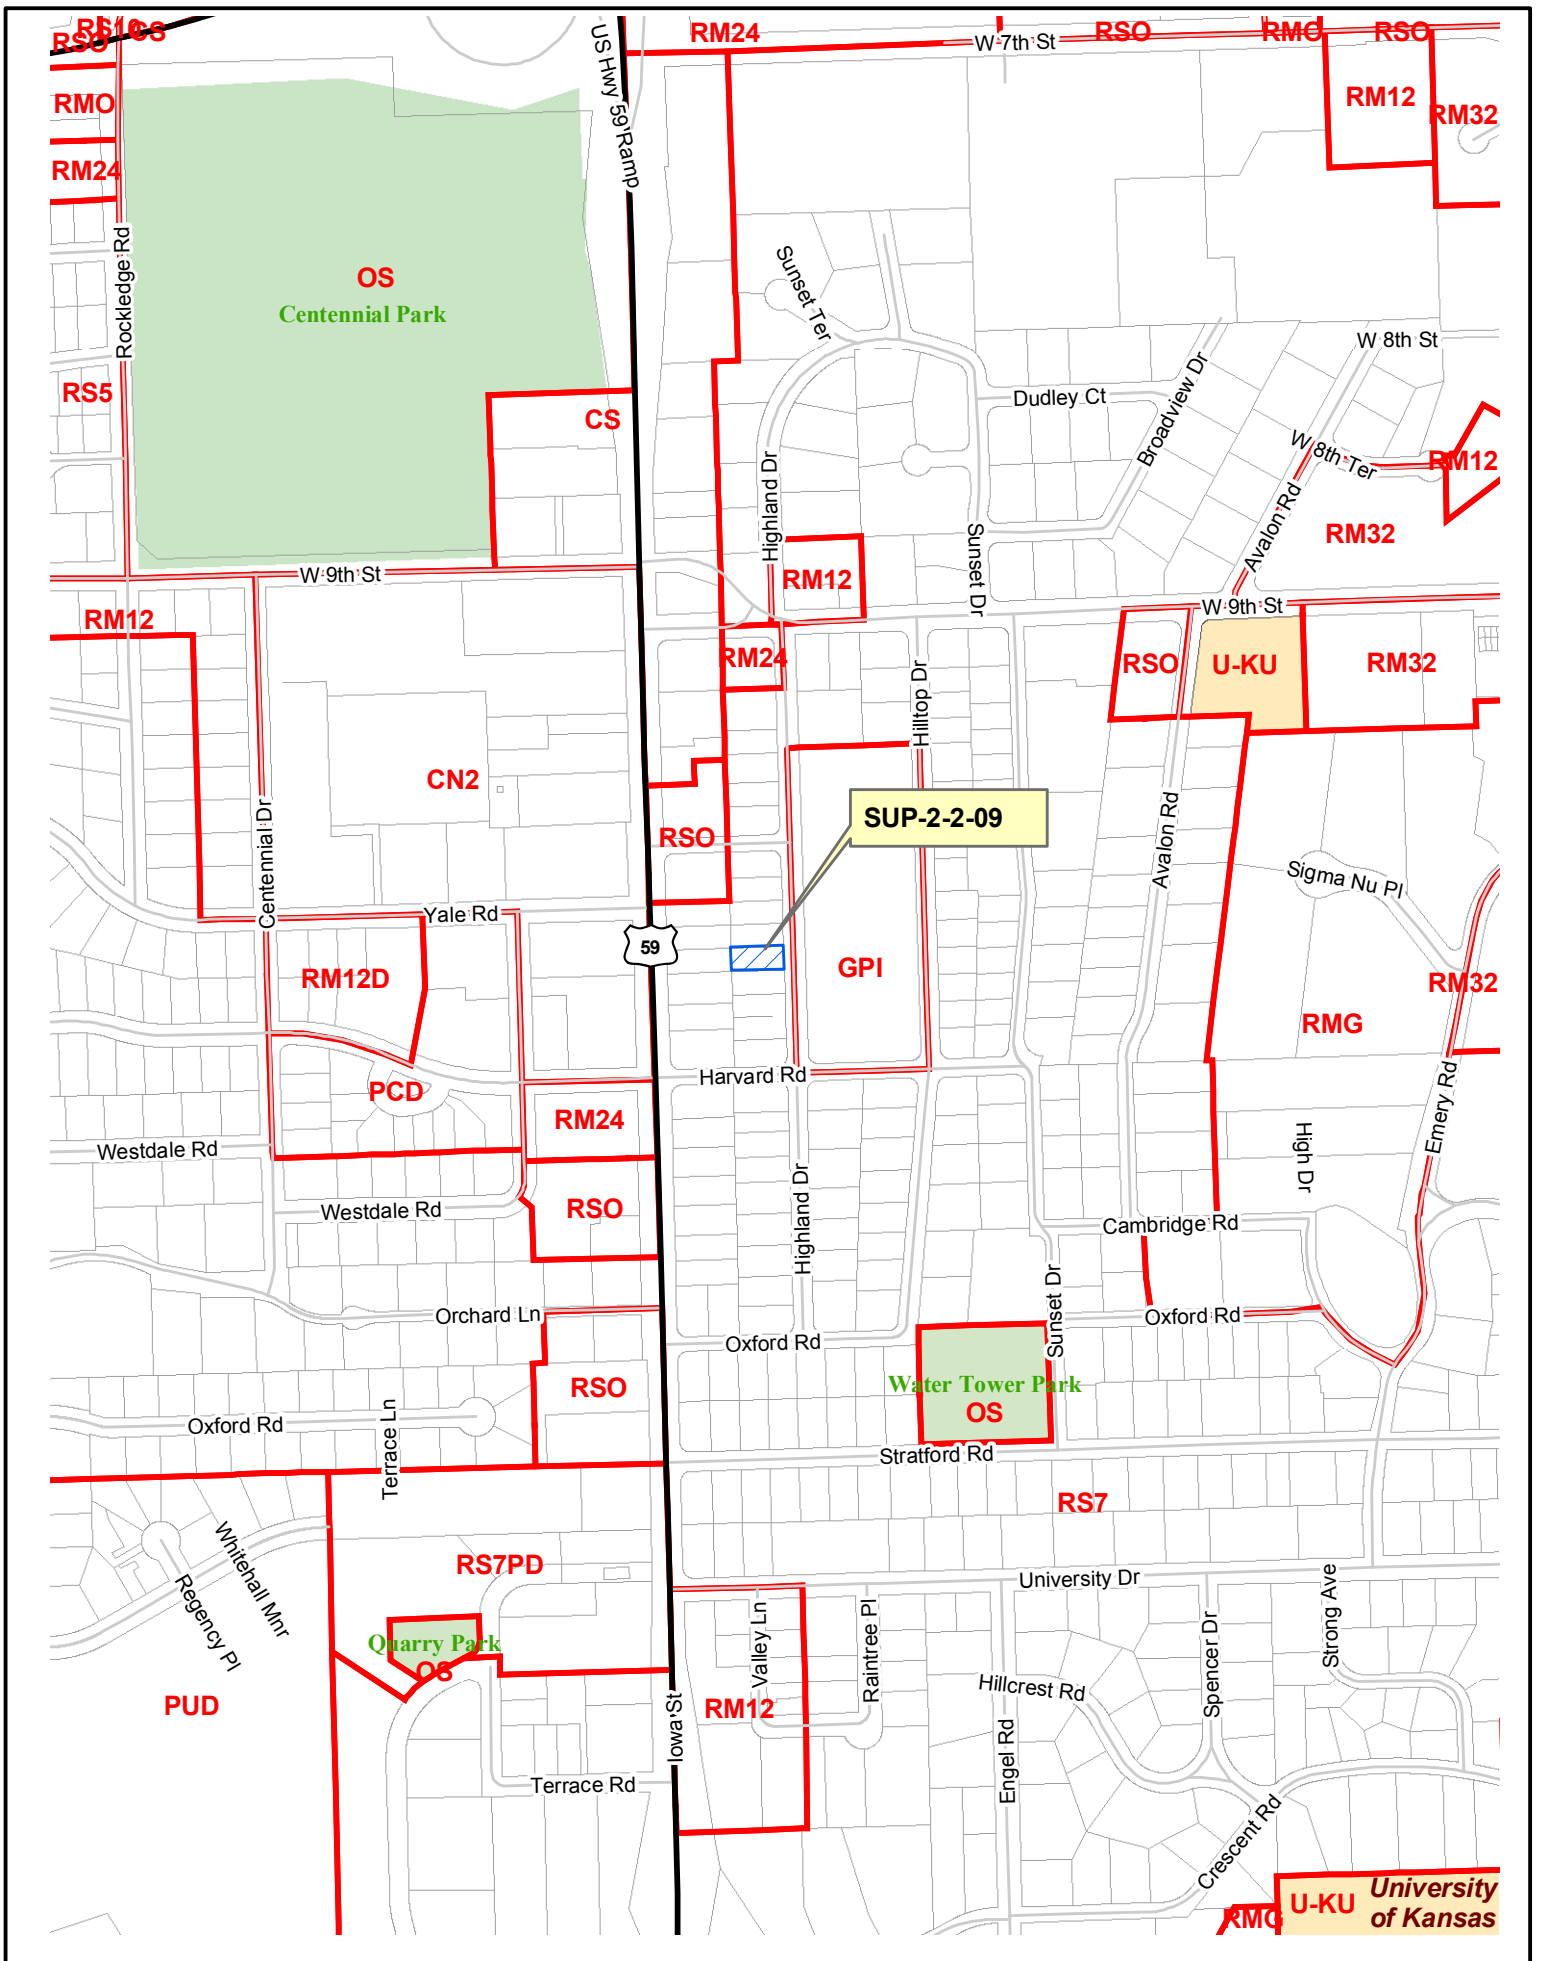 RS10
CS
RSO
RM24
W 7th St
RSO
RMO
RSO
US Hwy 59 Ramp
RMO
RM12
RM32
RM24
Rockledge Rd
OS
Centennial Park
Sunset Ter
W 8th St
RS5
CS
Dudley Ct
Broadview Dr
W 8th Ter
RM12
Highland Dr
Sunset Dr
Avalon Rd
RM32
W 9th St
RM12
W 9th St
RM12
RM24
RSO
U-KU
RM32
Hilltop Dr
CN2
SUP-2-2-09
RSO
Centennial Dr
Avalon Rd
Sigma Nu Pl
Yale Rd
59
RM12D
GPI
RM32
RMG
Harvard Rd
PCD
RM24
Emery Rd
Westdale Rd
High Dr
Westdale Rd
RSO
Highland Dr
Cambridge Rd
Sunset Dr
Orchard Ln
Oxford Rd
Oxford Rd
RSO
Water Tower Park
OS
Oxford Rd
Terrace Ln
Stratford Rd
RS7
Whitehall Mnr
RS7PD
University Dr
Regency Pl
Strong Ave
Quarry Park
OS
Valley Ln
Raintree Pl
Spencer Dr
Hillcrest Rd
PUD
RM12
Iowa St
Engel Rd
Terrace Rd
Crescent Rd
U-KU
University
of Kansas
RMG